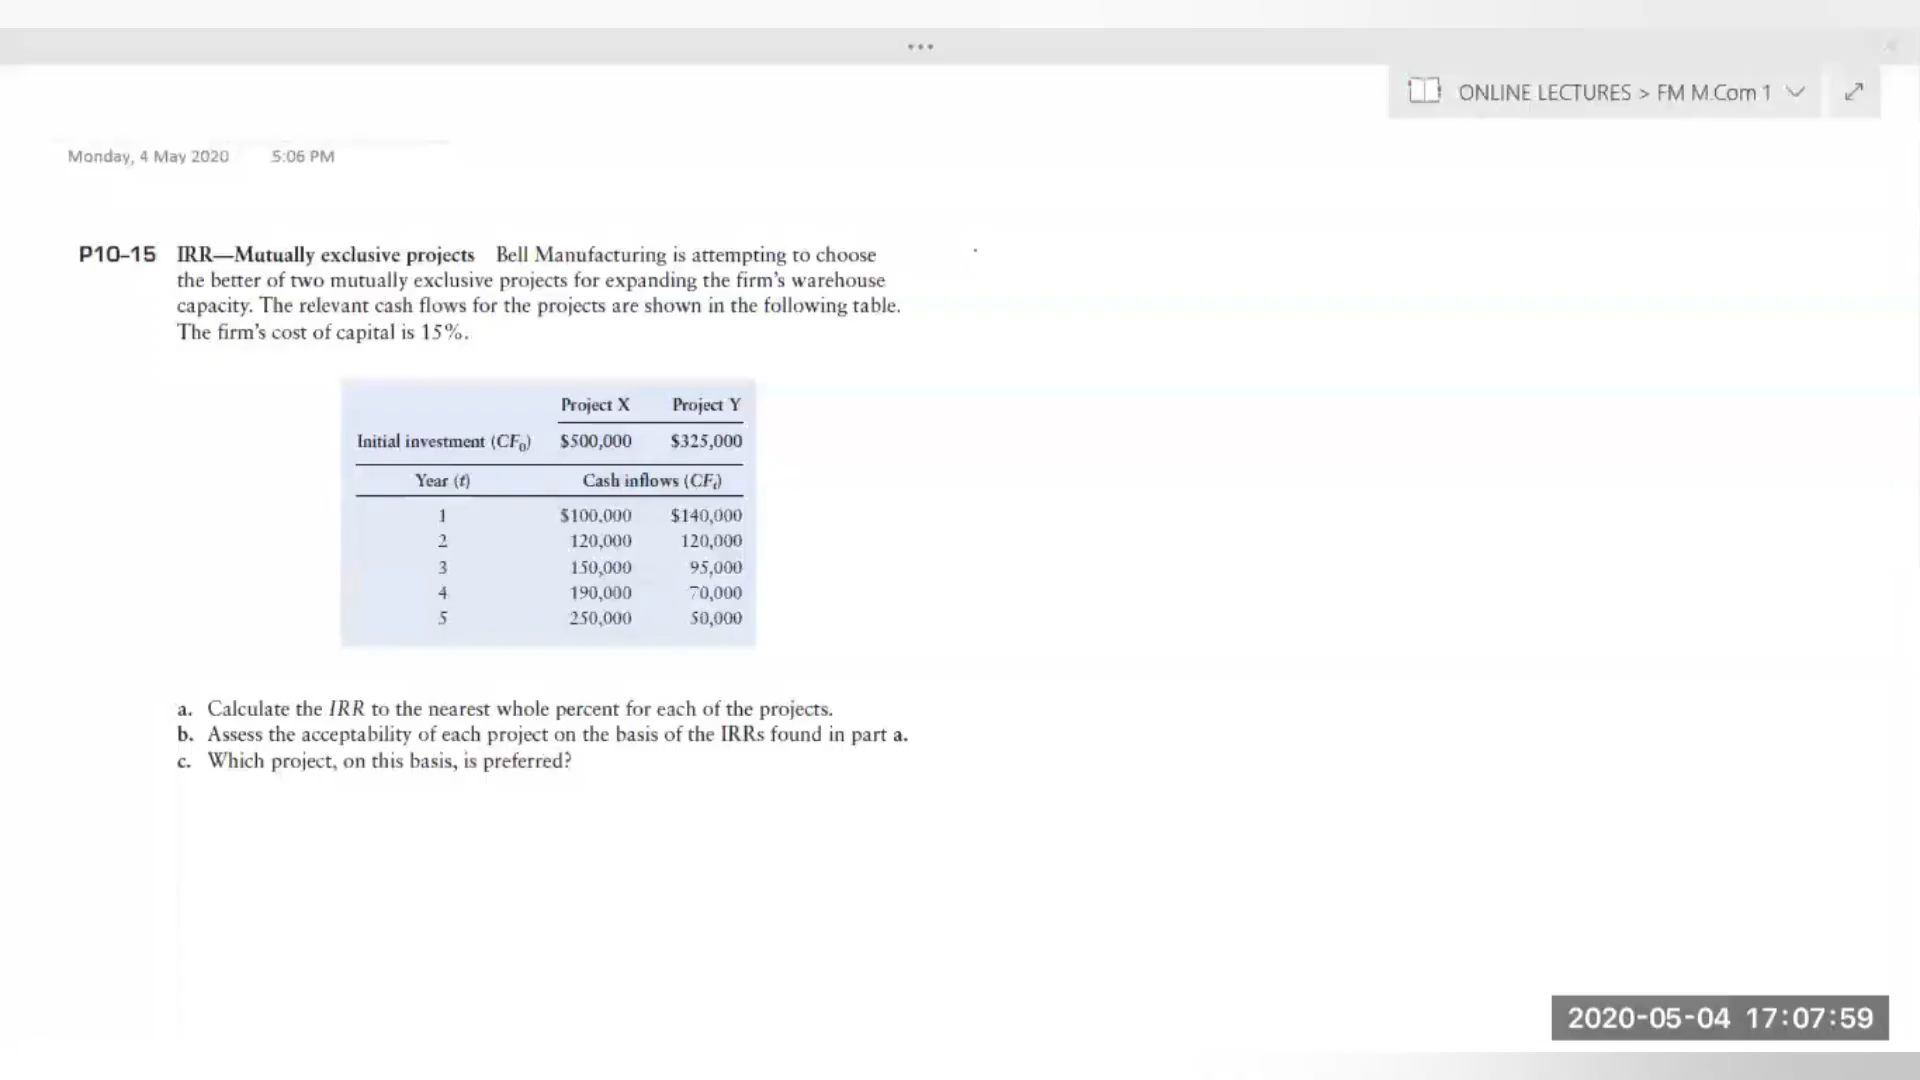 ONLINE LECTURES > FM M.Com 1
Monday, 4 May 2020 5:06 PM
P10-15 IRR—Mutually exclusive projects Bell Manufacturing is attempting to choose
the better of two mutually exclusive projects for expanding the firm's warehouse
capacity. The relevant cash flows for the projects are shown in the following table.
The firm's cost of capital is 15%.
Project X Project Y
Initial investment (CF₀) $500,000 $325,000
Year (t) Cash inflows (CFₜ)
1 $100,000 $140,000
2 120,000 120,000
3 150,000 95,000
4 190,000 70,000
5 250,000 50,000
a. Calculate the IRR to the nearest whole percent for each of the projects.
b. Assess the acceptability of each project on the basis of the IRRs found in part a.
c. Which project, on this basis, is preferred?
2020-05-04 17:07:59